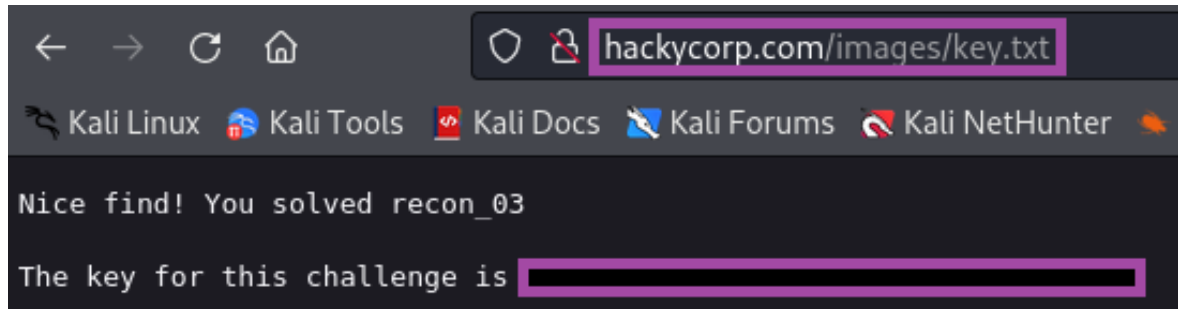 hackycorp.com/images/key.txt
Kali Linux Kali Tools Kali Docs Kali Forums Kali NetHunter
Nice find! You solved recon_03
The key for this challenge is